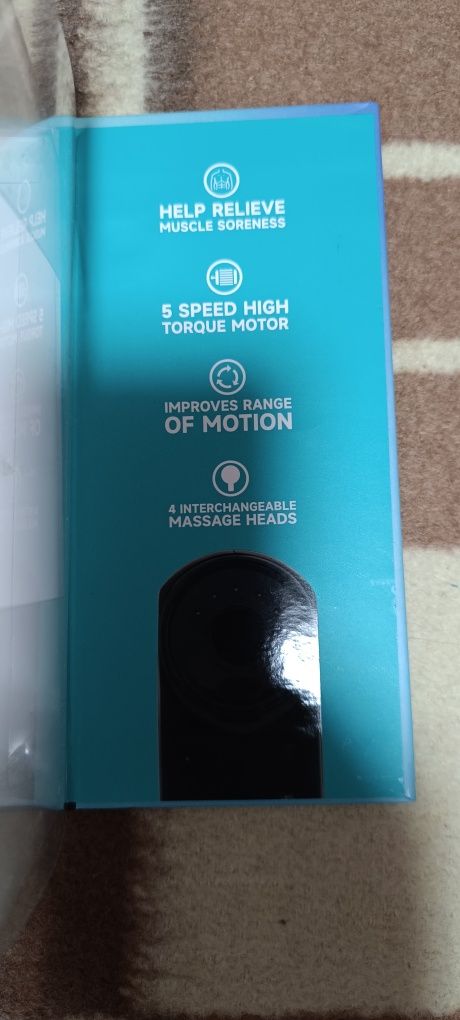 HELP RELIEVE
MUSCLE SORENESS
5 SPEED HIGH
TORQUE MOTOR
IMPROVES RANGE
OF MOTION
4 INTERCHANGEABLE
MASSAGE HEADS